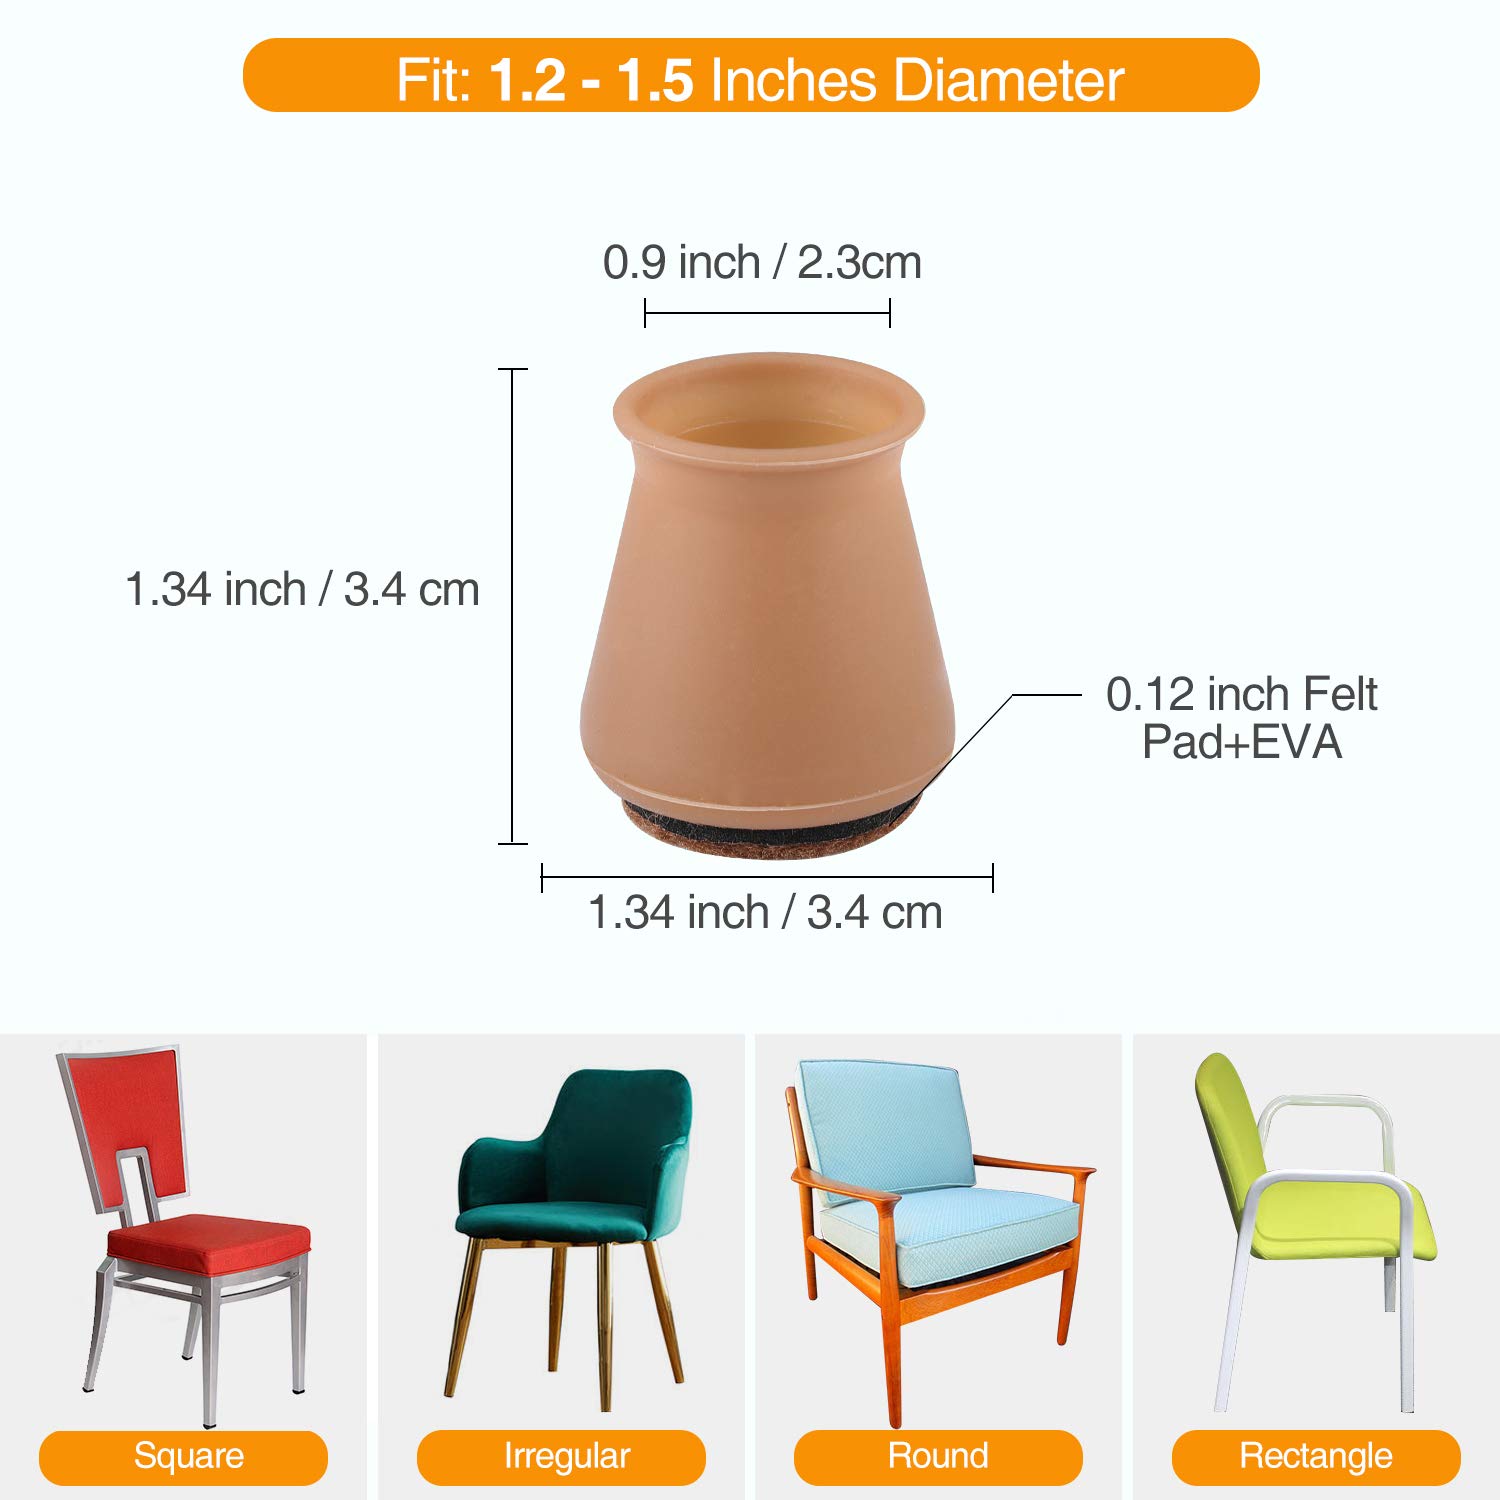 Fit: 1.2 - 1.5 Inches Diameter
0.9 inch / 2.3cm
1.34 inch / 3.4 cm
0.12 inch Felt
Pad+EVA
1.34 inch / 3.4 cm
Square
Irregular
Round
Rectangle